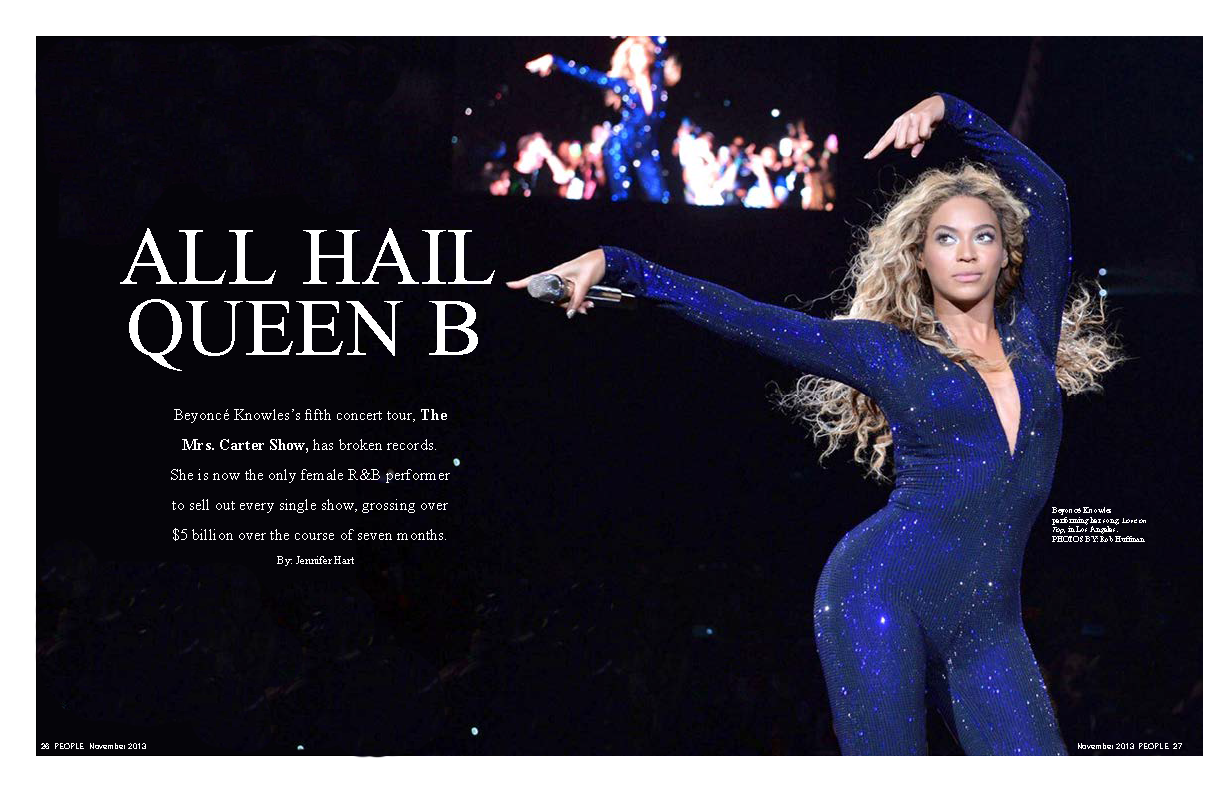 ALL HAIL
QUEEN B
Beyoncé Knowles's fifth concert tour, The
Mrs. Carter Show, has broken records.
She is now the only female R&B performer
to sell out every single show, grossing over
$5 billion over the course of seven months.
By: Jennifer Hart
Beyoncé Knowles
performing her song, Love on
Top, in Los Angeles.
PHOTOS BY: Rob Huffman
26 PEOPLE November 2013
November 2013 PEOPLE 27